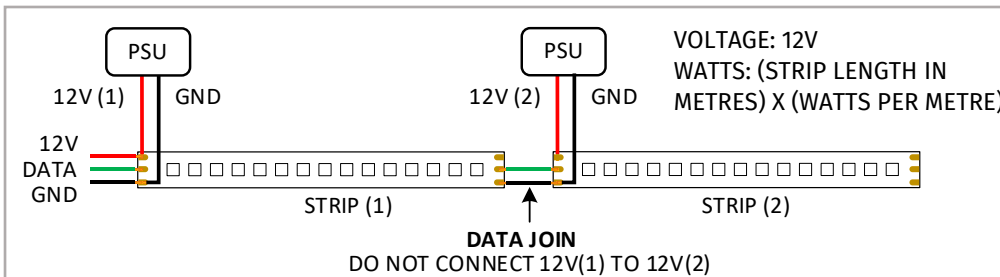 PSU
PSU
VOLTAGE: 12V
WATTS: (STRIP LENGTH IN
METRES) X (WATTS PER METRE)
12V (1)
GND
12V (2)
GND
12V
DATA
GND
STRIP (1)
STRIP (2)
DATA JOIN
DO NOT CONNECT 12V(1) TO 12V(2)